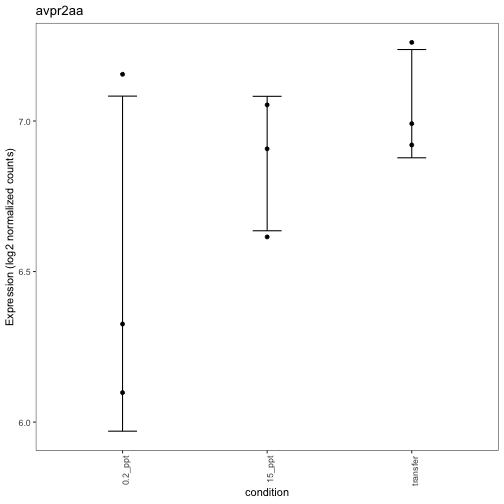 avpr2aa
Expression (log2 normalized counts)
7.0
6.5
6.0
0.2_ppt
15_ppt
transfer
condition